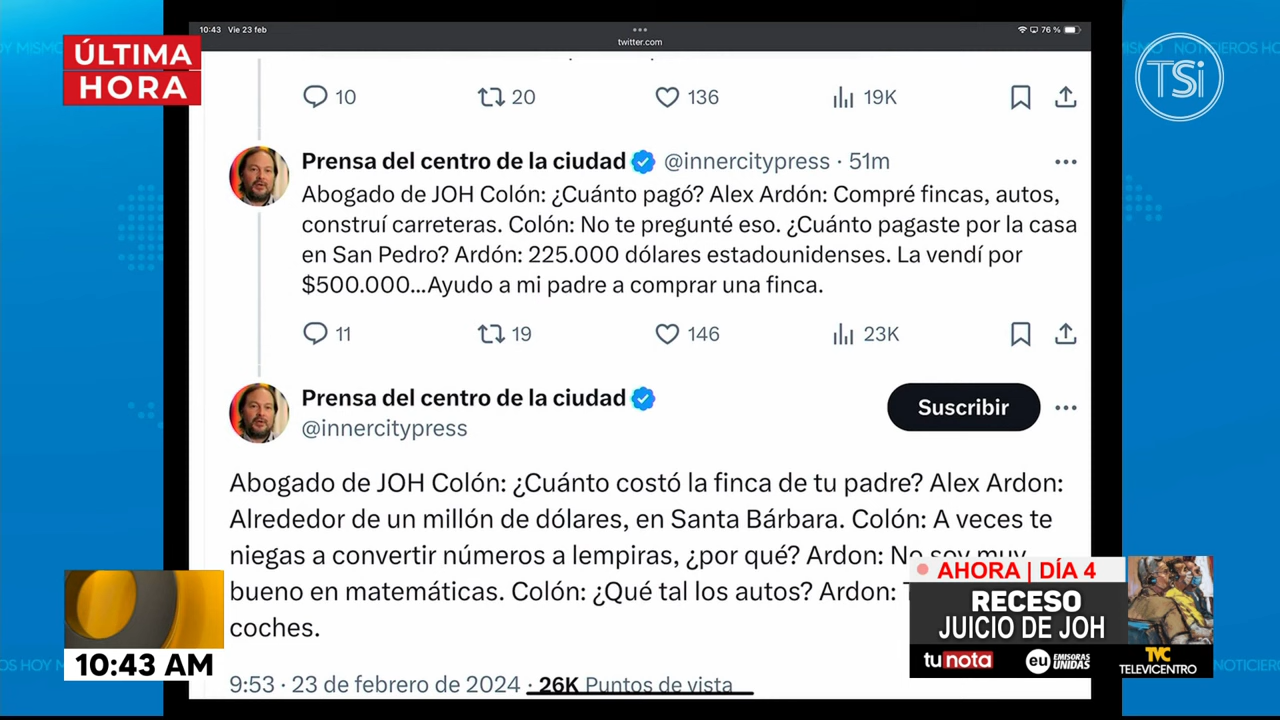 10:43 Vie 23 feb
76 %
twitter.com
ÚLTIMA
HORA
TSi
10 20 136 19K
Prensa del centro de la ciudad @innercitypress · 51m
Abogado de JOH Colón: ¿Cuánto pagó? Alex Ardón: Compré fincas, autos,
construí carreteras. Colón: No te pregunté eso. ¿Cuánto pagaste por la casa
en San Pedro? Ardón: 225.000 dólares estadounidenses. La vendí por
$500.000...Ayudo a mi padre a comprar una finca.
11 19 146 23K
Prensa del centro de la ciudad
@innercitypress
Suscribir
Abogado de JOH Colón: ¿Cuánto costó la finca de tu padre? Alex Ardon:
Alrededor de un millón de dólares, en Santa Bárbara. Colón: A veces te
niegas a convertir números a lempiras, ¿por qué? Ardon: No soy muy
bueno en matemáticas. Colón: ¿Qué tal los autos? Ardon:
coches.
9:53 · 23 de febrero de 2024 · 26K Puntos de vista
10:43 AM
AHORA | DÍA 4
RECESO
JUICIO DE JOH
tunota
eu EMISORAS
UNIDAS
TVC
TELEVICENTRO